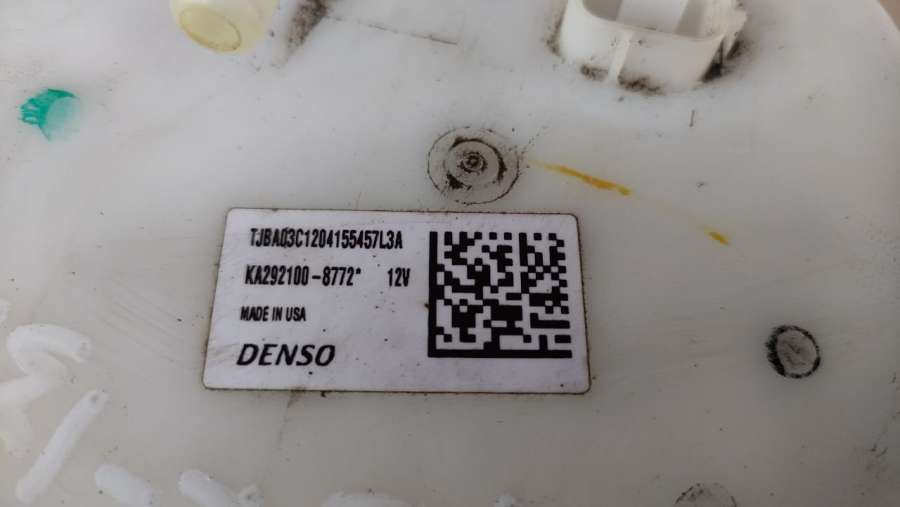 TJBA03C1204155457L3A
KA292100-8772* 12V
MADE IN USA
DENSO